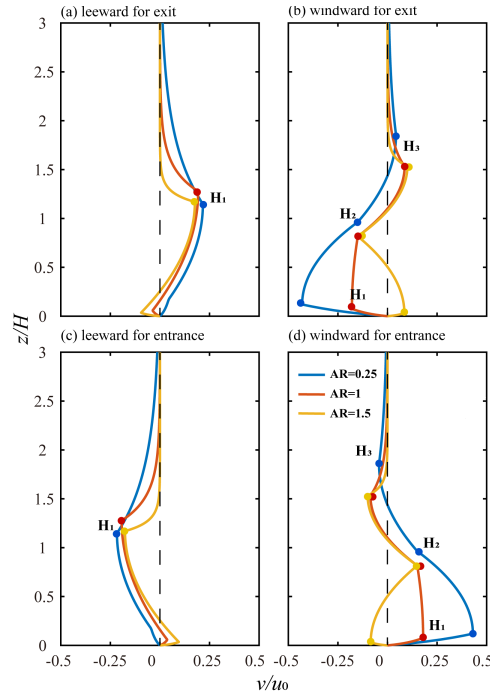 (a) leeward for exit
(b) windward for exit
3
2.5
2
1.5
1
0.5
0
H₁
H₃
H₂
H₁
z/H
(c) leeward for entrance
(d) windward for entrance
3
2.5
2
1.5
1
0.5
0
H₁
AR=0.25
AR=1
AR=1.5
H₃
H₂
H₁
-0.5 -0.25 0 0.25 0.5
-0.5 -0.25 0 0.25 0.5
v/u₀